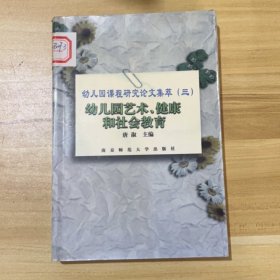 幼儿园课程研究论文集萃（三）
幼儿园艺术、健康
和社会教育
唐淑 主编
南京师范大学出版社